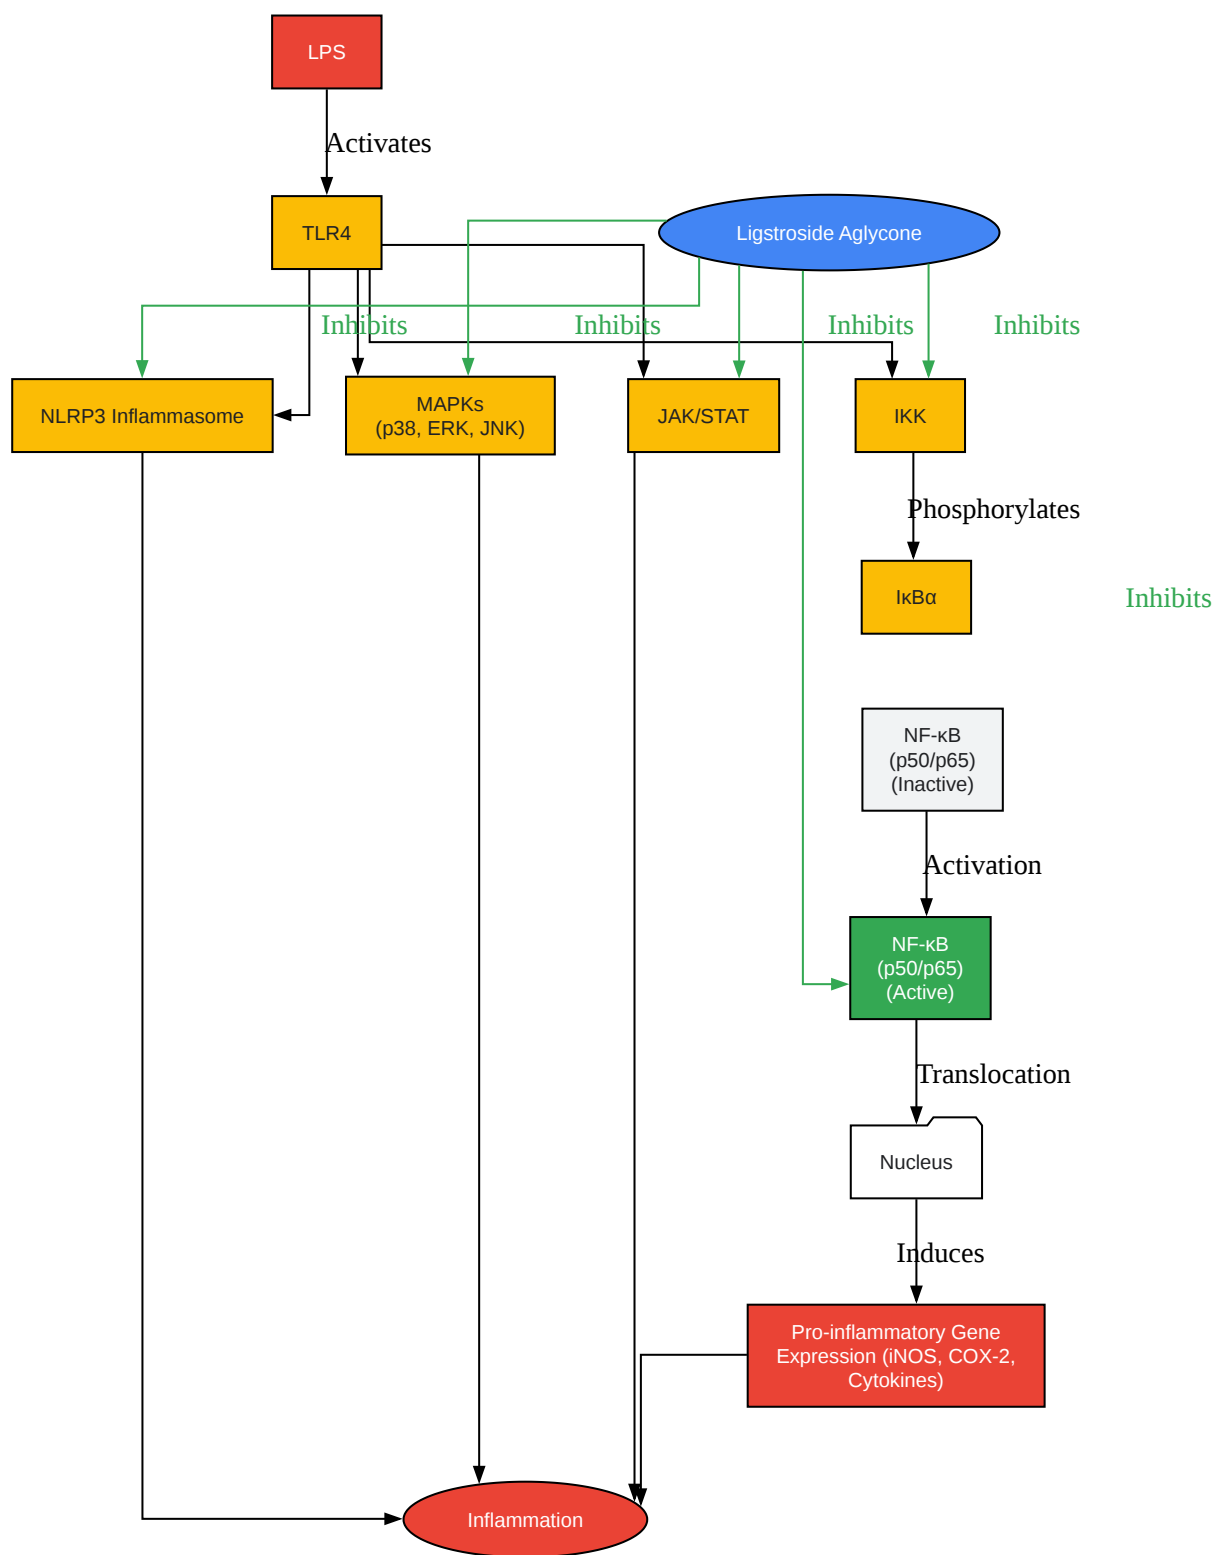 LPS
Activates
TLR4
Ligstroside Aglycone
Inhibits
Inhibits
Inhibits
Inhibits
NLRP3 Inflammasome
MAPKs
(p38, ERK, JNK)
JAK/STAT
IKK
Phosphorylates
IκBα
Inhibits
NF-κB
(p50/p65)
(Inactive)
Activation
NF-κB
(p50/p65)
(Active)
Translocation
Nucleus
Induces
Pro-inflammatory Gene
Expression (iNOS, COX-2,
Cytokines)
Inflammation